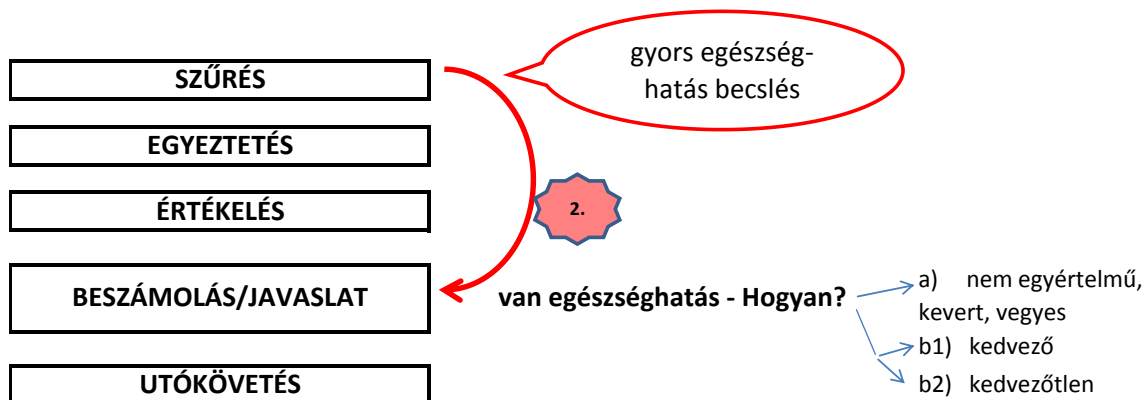 gyors egészség-
hatás becslés
SZŰRÉS
EGYEZTETÉS
ÉRTÉKELÉS
2.
BESZÁMOLÁS/JAVASLAT
van egészséghatás - Hogyan?
a) nem egyértelmű,
kevert, vegyes
b1) kedvező
b2) kedvezőtlen
UTÓKÖVETÉS